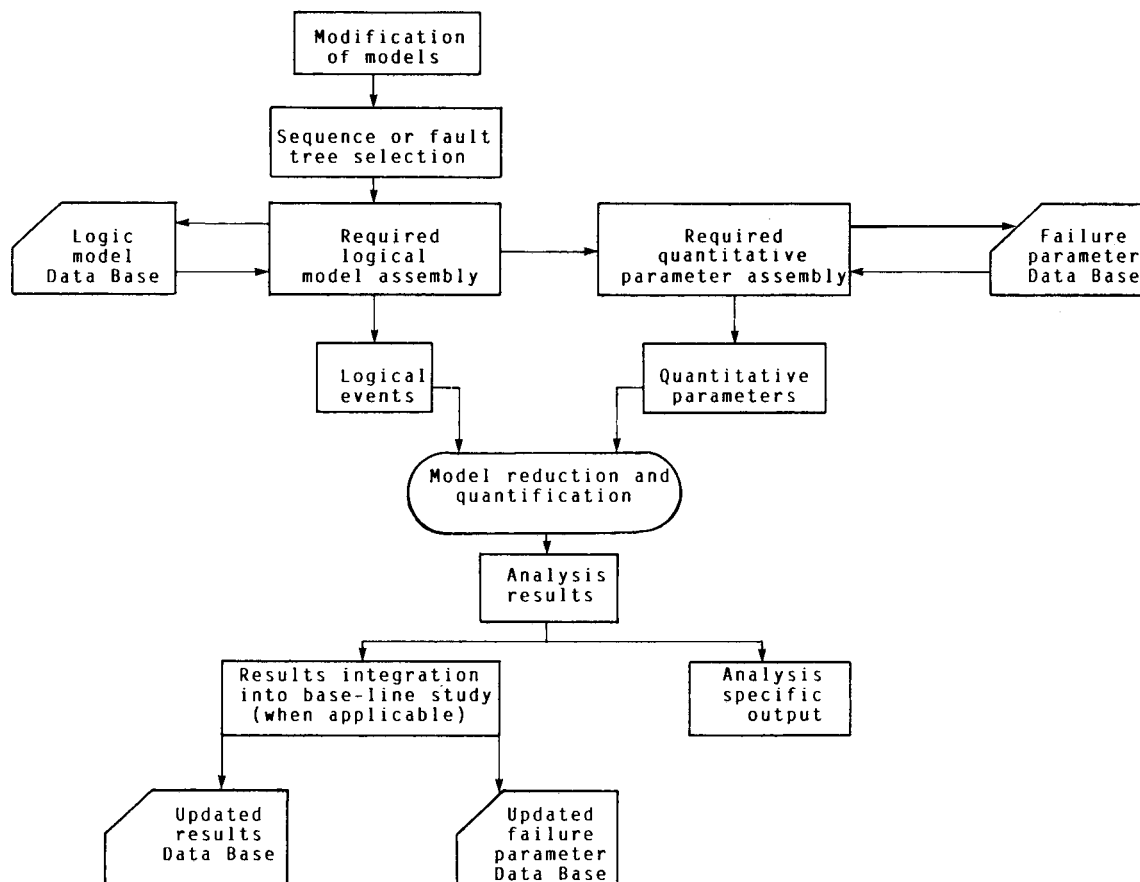 Modification
of models
Sequence or fault
tree selection
Logic
model
Data Base
Required
logical
model assembly
Required
quantitative
parameter assembly
Failure
parameter
Data Base
Logical
events
Quantitative
parameters
Model reduction and
quantification
Analysis
results
Results integration
into base-line study
(when applicable)
Analysis
specific
output
Updated
results
Data Base
Updated
failure
parameter
Data Base